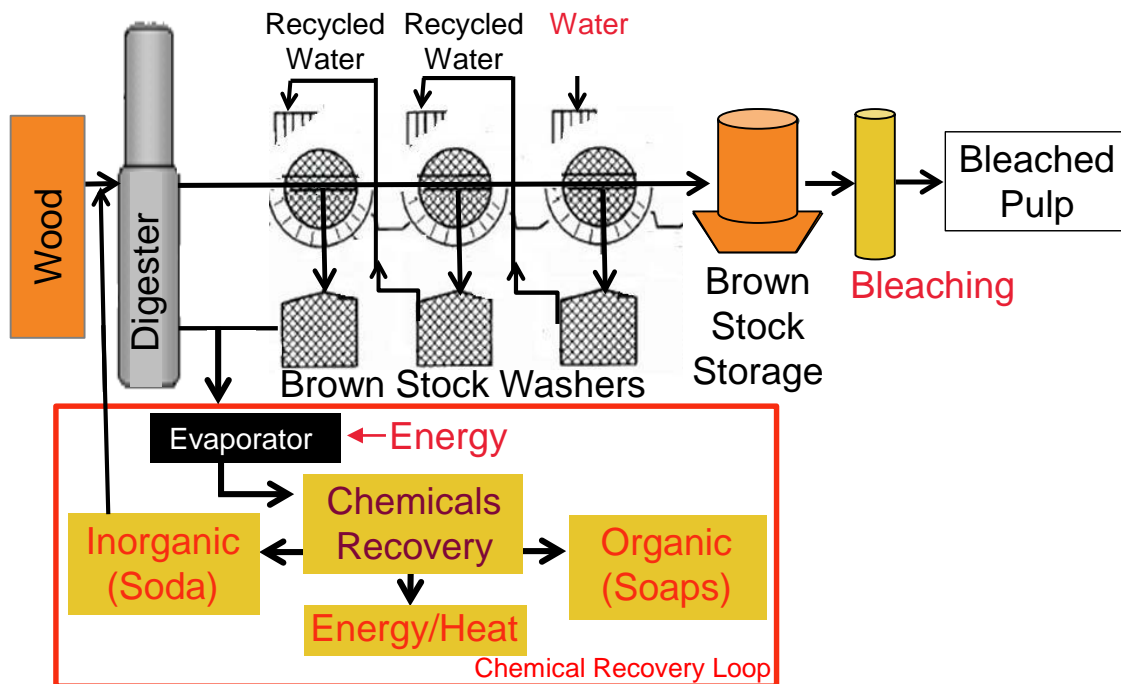 Recycled
Water
Recycled
Water
Water
Wood
Digester
Brown Stock Washers
Brown
Stock
Storage
Bleaching
Bleached
Pulp
Evaporator
Energy
Chemicals
Recovery
Inorganic
(Soda)
Organic
(Soaps)
Energy/Heat
Chemical Recovery Loop